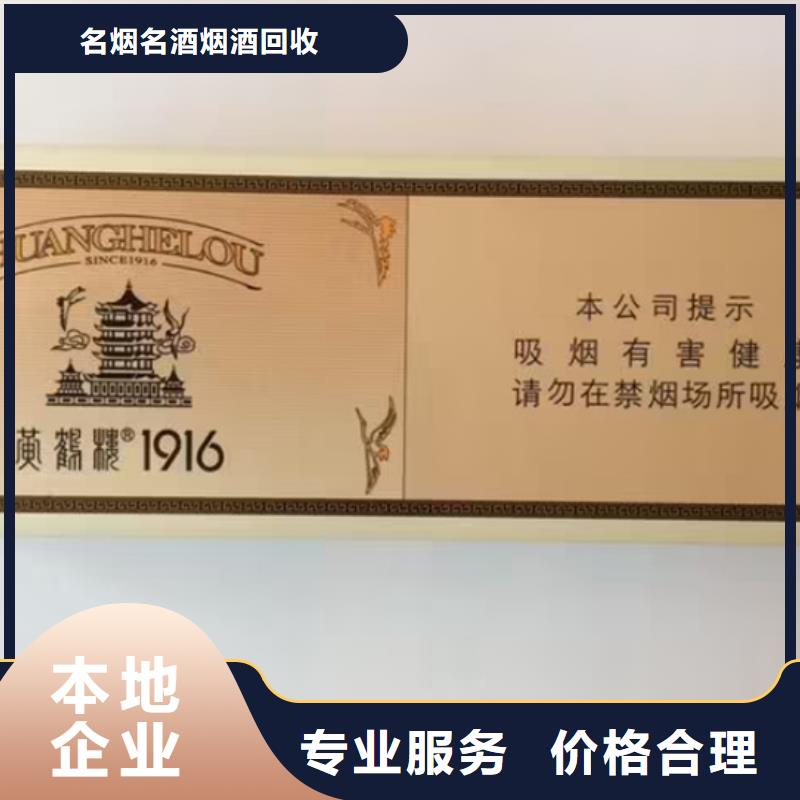 名烟名酒烟酒回收
UANGHELOU
SINCE1916
黄鹤楼®1916
本公司提示
吸烟有害健
请勿在禁烟场所吸
本地
企业
专业服务 价格合理